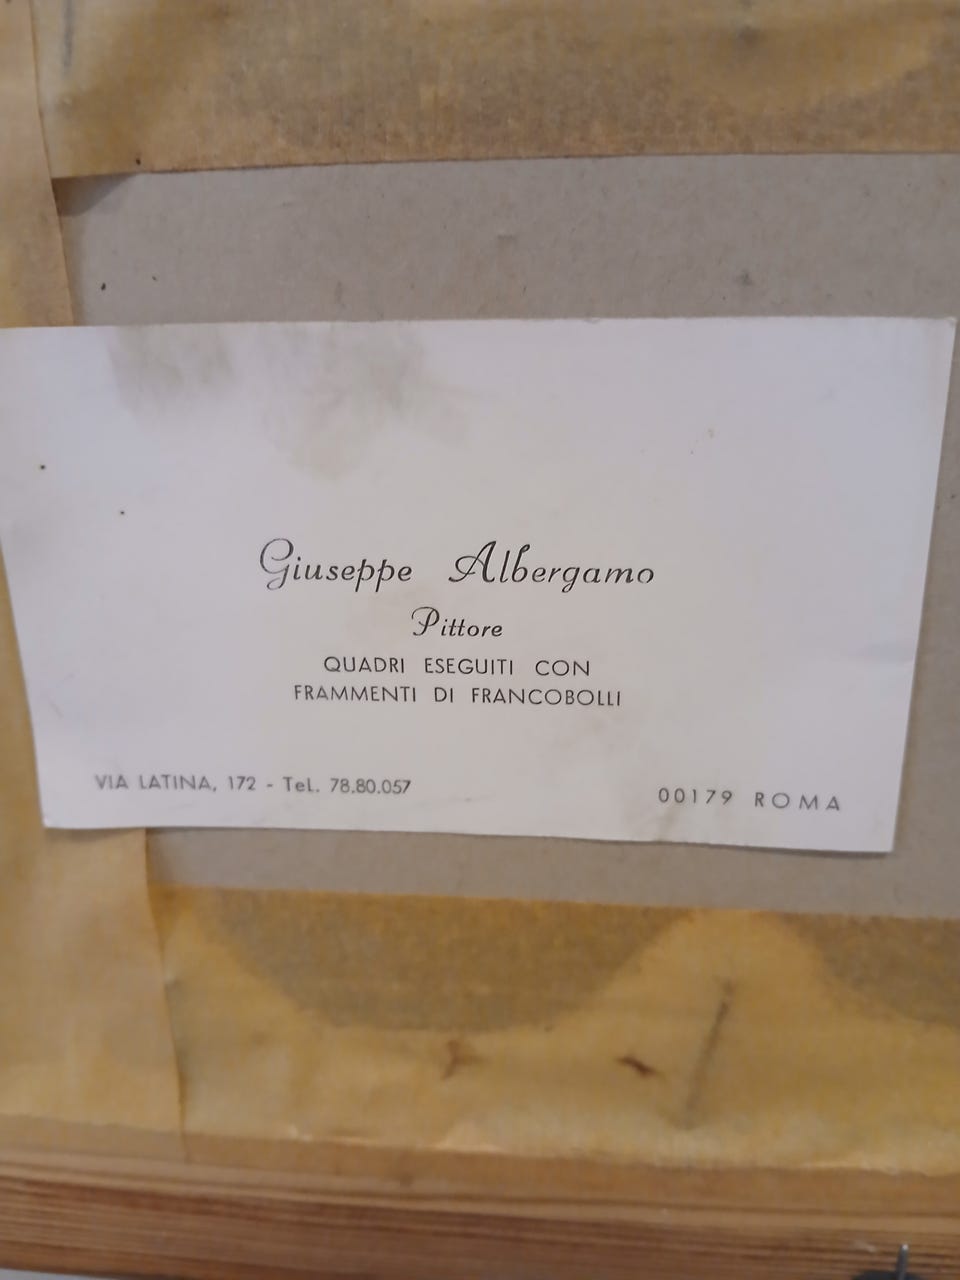 Giuseppe Albergamo
Pittore
QUADRI ESEGUITI CON
FRAMMENTI DI FRANCOBOLLI
VIA LATINA, 172 - Tel. 78.80.057
00179 ROMA